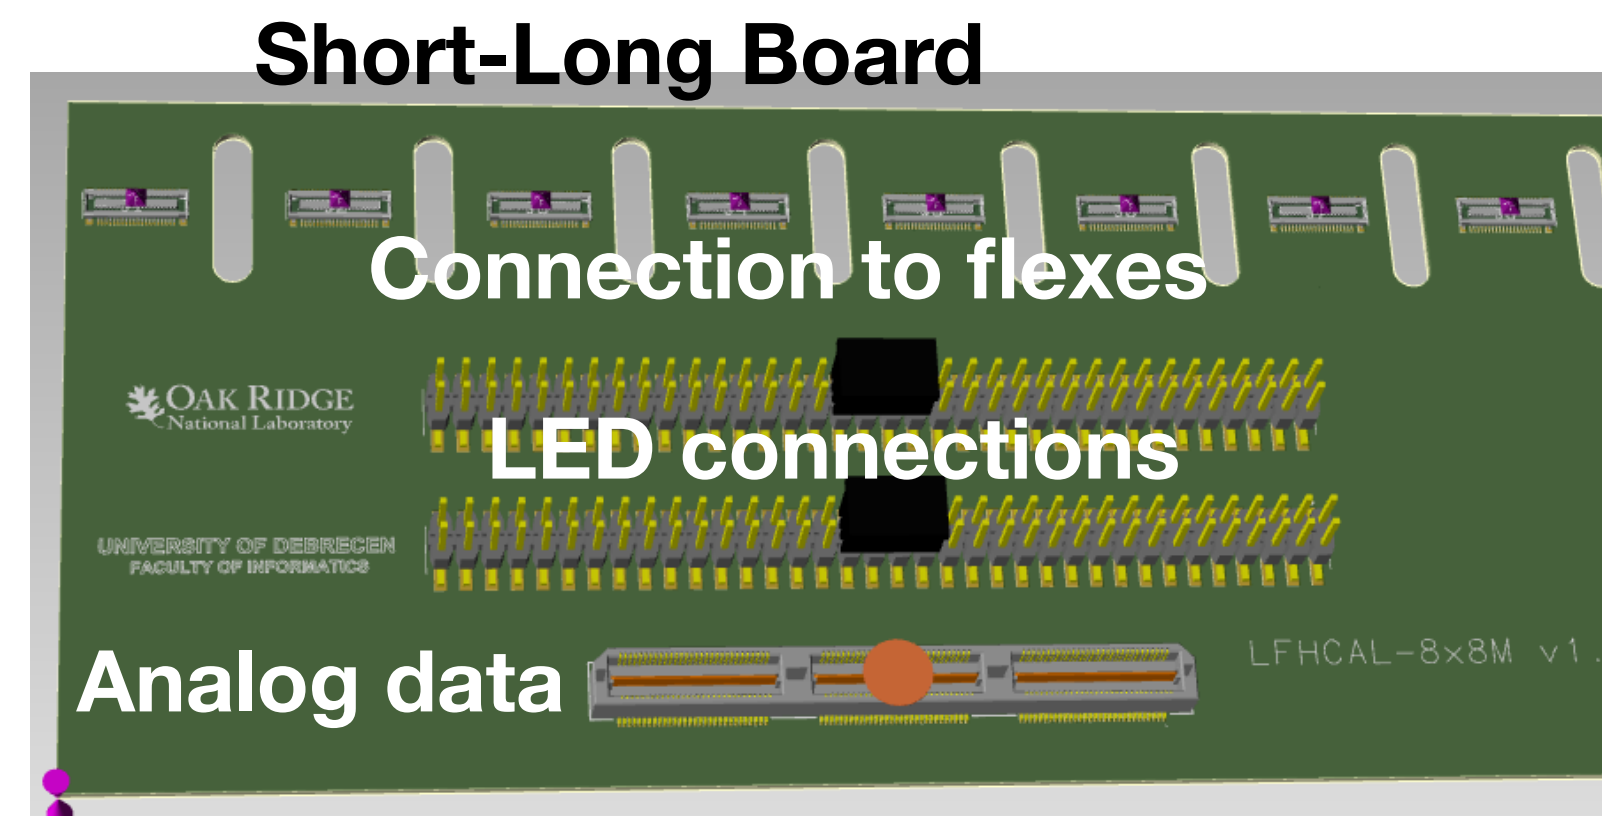 Short-Long Board
Connection to flexes
OAK RIDGE
National Laboratory
LED connections
UNIVERSITY OF DEBRECEN
FACULTY OF INFORMATICS
Analog data
LFHCAL-8x8M v1.